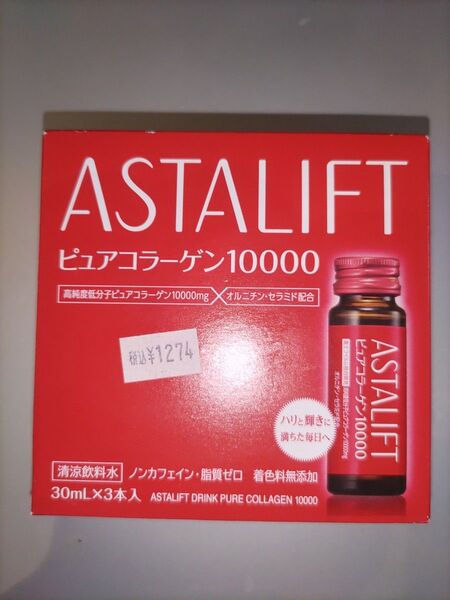 ASTALIFT
ピュアコラーゲン10000
高純度低分子ピュアコラーゲン10000mg × オルニチン・セラミド配合
税込¥1274
ハリと輝きに
満ちた毎日へ
清涼飲料水 ノンカフェイン・脂質ゼロ 着色料無添加
30mL×3本入 ASTALIFT DRINK PURE COLLAGEN 10000
ASTALIFT
ピュアコラーゲン10000